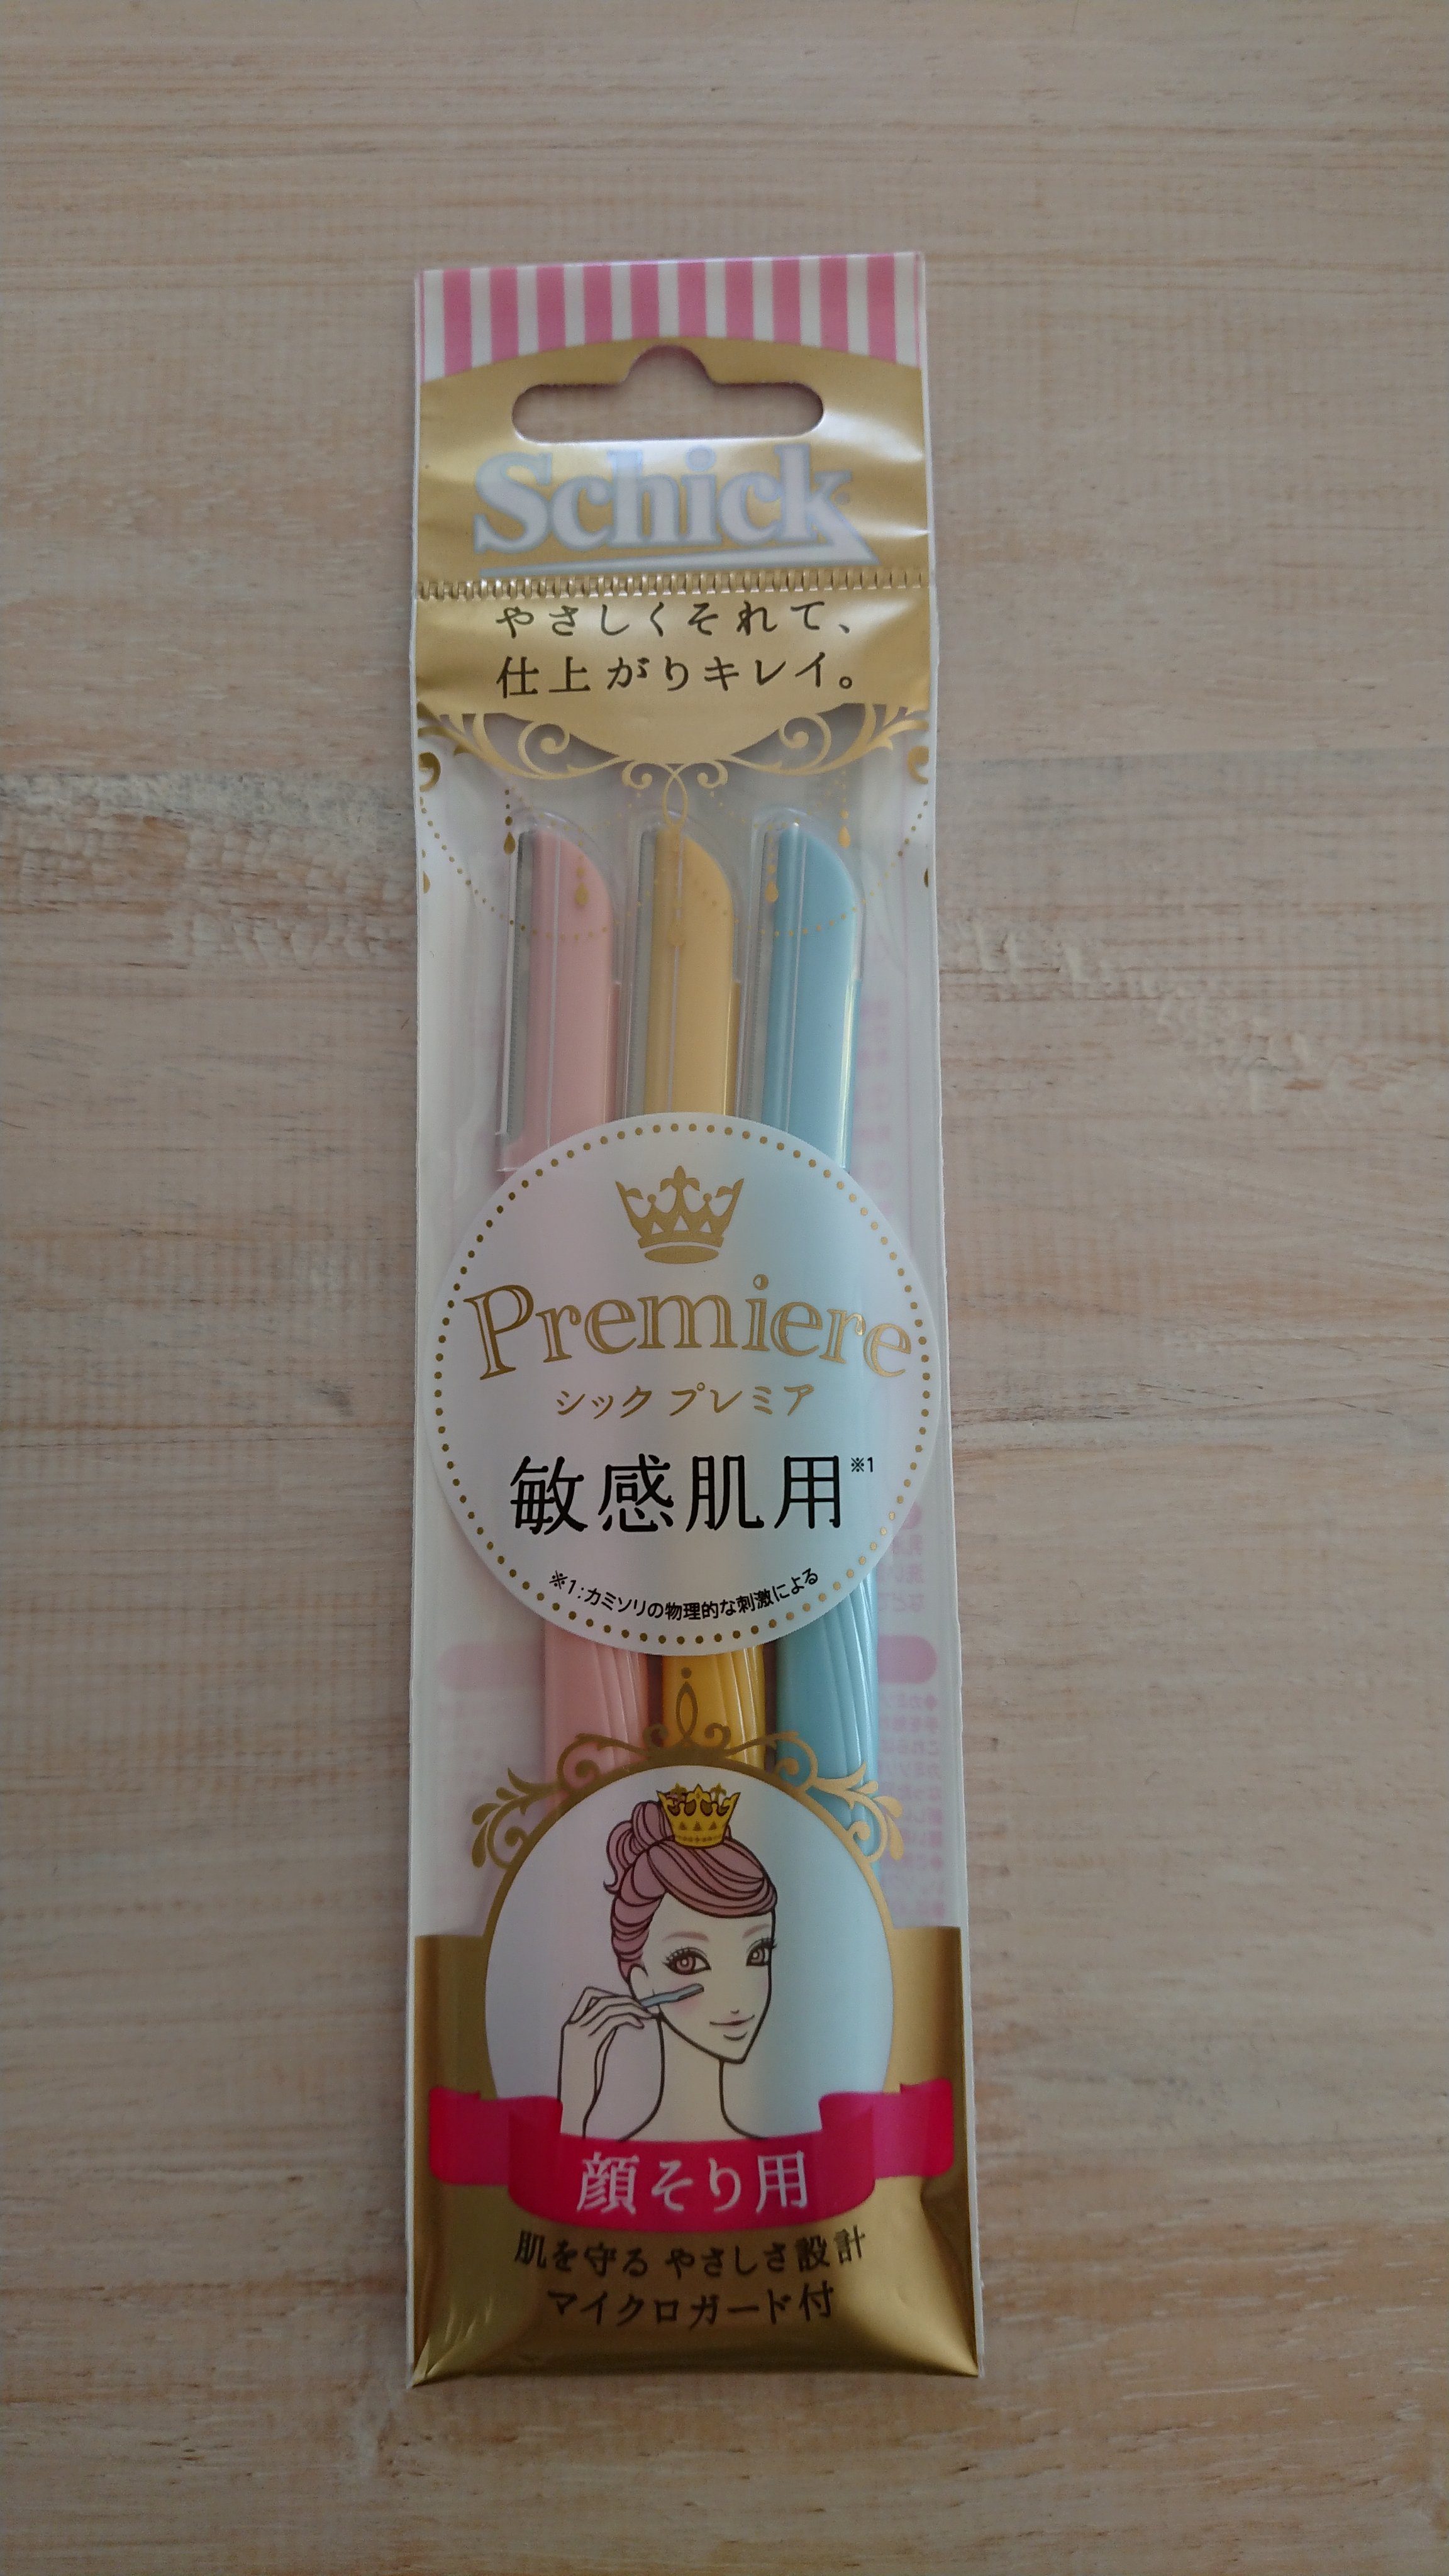 Schick
やさしくそれて、
仕上がりキレイ。
Premiere
シック プレミア
敏感肌用※1
※1:カミソリの物理的な刺激による
顔そり用
肌を守る やさしさ設計
マイクロガード付